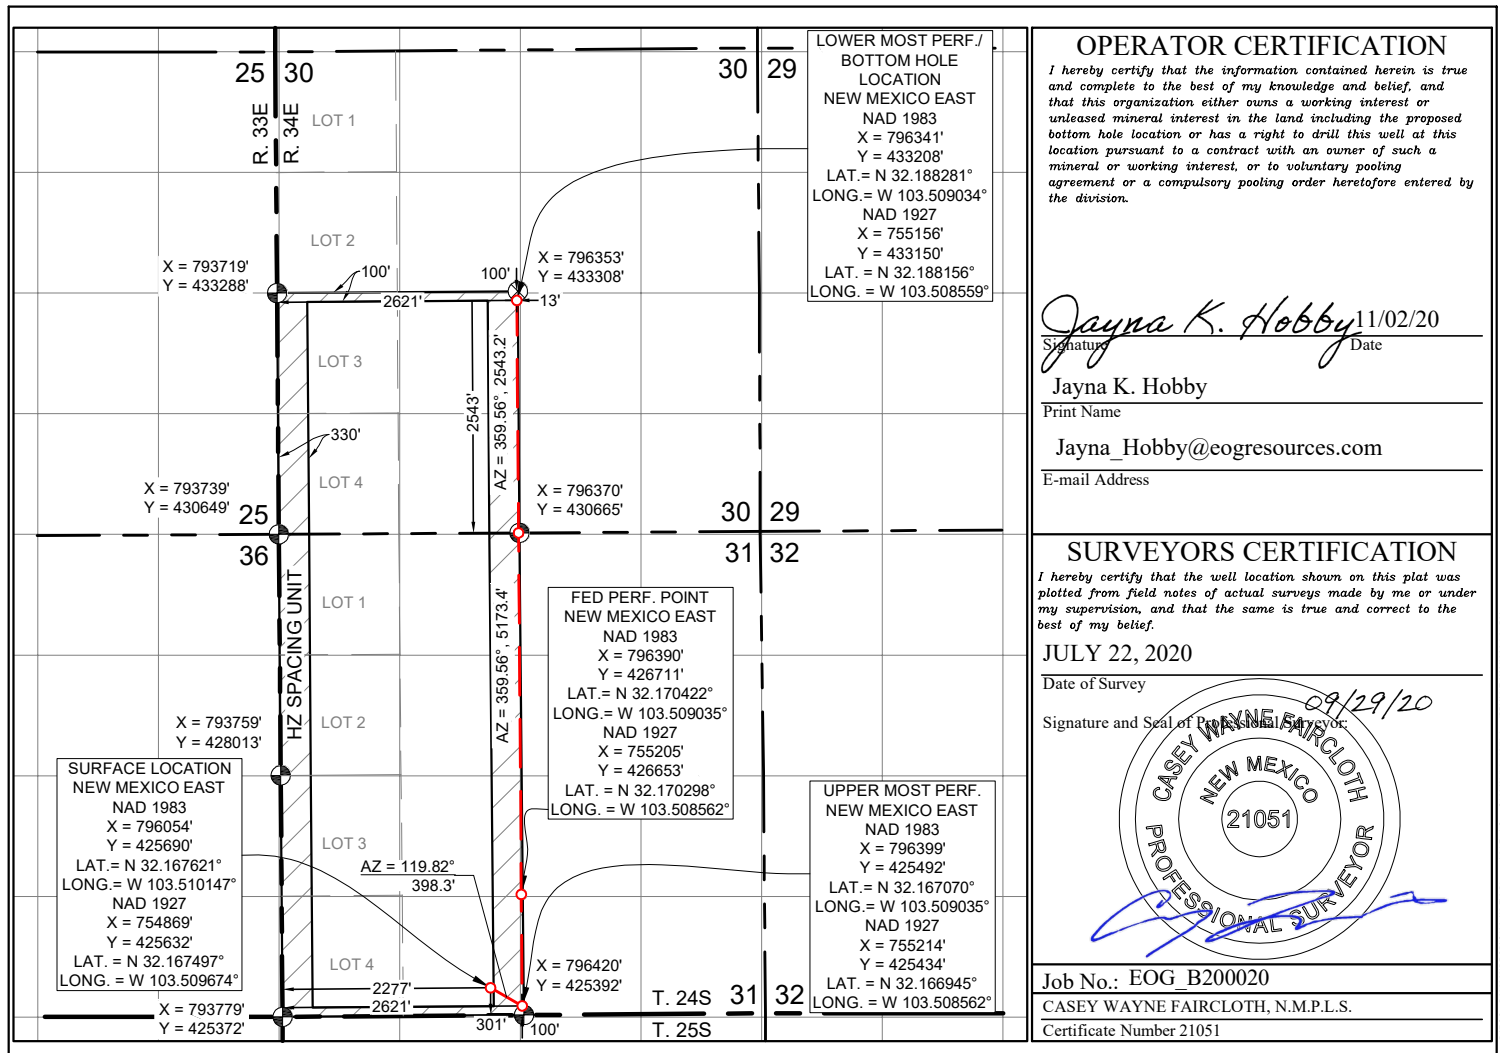 25 30
30 29
R. 33E
R. 34E
LOT 1
LOT 2
X = 793719'
Y = 433288'
100'
2621'
100'
13'
X = 796353'
Y = 433308'
LOWER MOST PERF./
BOTTOM HOLE
LOCATION
NEW MEXICO EAST
NAD 1983
X = 796341'
Y = 433208'
LAT.= N 32.188281°
LONG.= W 103.509034°
NAD 1927
X = 755156'
Y = 433150'
LAT. = N 32.188156°
LONG. = W 103.508559°
LOT 3
2543'
AZ = 359.56°, 2543.2'
330'
LOT 4
X = 793739'
Y = 430649'
25
36
X = 796370'
Y = 430665'
30 29
31 32
HZ SPACING UNIT
LOT 1
AZ = 359.56°, 5173.4'
FED PERF. POINT
NEW MEXICO EAST
NAD 1983
X = 796390'
Y = 426711'
LAT.= N 32.170422°
LONG.= W 103.509035°
NAD 1927
X = 755205'
Y = 426653'
LAT. = N 32.170298°
LONG. = W 103.508562°
LOT 2
X = 793759'
Y = 428013'
SURFACE LOCATION
NEW MEXICO EAST
NAD 1983
X = 796054'
Y = 425690'
LAT.= N 32.167621°
LONG.= W 103.510147°
NAD 1927
X = 754869'
Y = 425632'
LAT. = N 32.167497°
LONG. = W 103.509674°
LOT 3
AZ = 119.82°
398.3'
UPPER MOST PERF.
NEW MEXICO EAST
NAD 1983
X = 796399'
Y = 425492'
LAT.= N 32.167070°
LONG.= W 103.509035°
NAD 1927
X = 755214'
Y = 425434'
LAT. = N 32.166945°
LONG. = W 103.508562°
LOT 4
2277'
2621'
301'
100'
X = 796420'
Y = 425392'
X = 793779'
Y = 425372'
T. 24S
T. 25S
31 32
OPERATOR CERTIFICATION
I hereby certify that the information contained herein is true
and complete to the best of my knowledge and belief, and
that this organization either owns a working interest or
unleased mineral interest in the land including the proposed
bottom hole location or has a right to drill this well at this
location pursuant to a contract with an owner of such a
mineral or working interest, or to voluntary pooling
agreement or a compulsory pooling order heretofore entered by
the division.
Jayna K. Hobby 11/02/20
Signature Date
Jayna K. Hobby
Print Name
Jayna_Hobby@eogresources.com
E-mail Address
SURVEYORS CERTIFICATION
I hereby certify that the well location shown on this plat was
plotted from field notes of actual surveys made by me or under
my supervision, and that the same is true and correct to the
best of my belief.
JULY 22, 2020
Date of Survey
09/29/20
Signature and Seal of Professional Surveyor:
CASEY WAYNE FAIRCLOTH
NEW MEXICO
21051
PROFESSIONAL SURVEYOR
Job No.: EOG_B200020
CASEY WAYNE FAIRCLOTH, N.M.P.L.S.
Certificate Number 21051